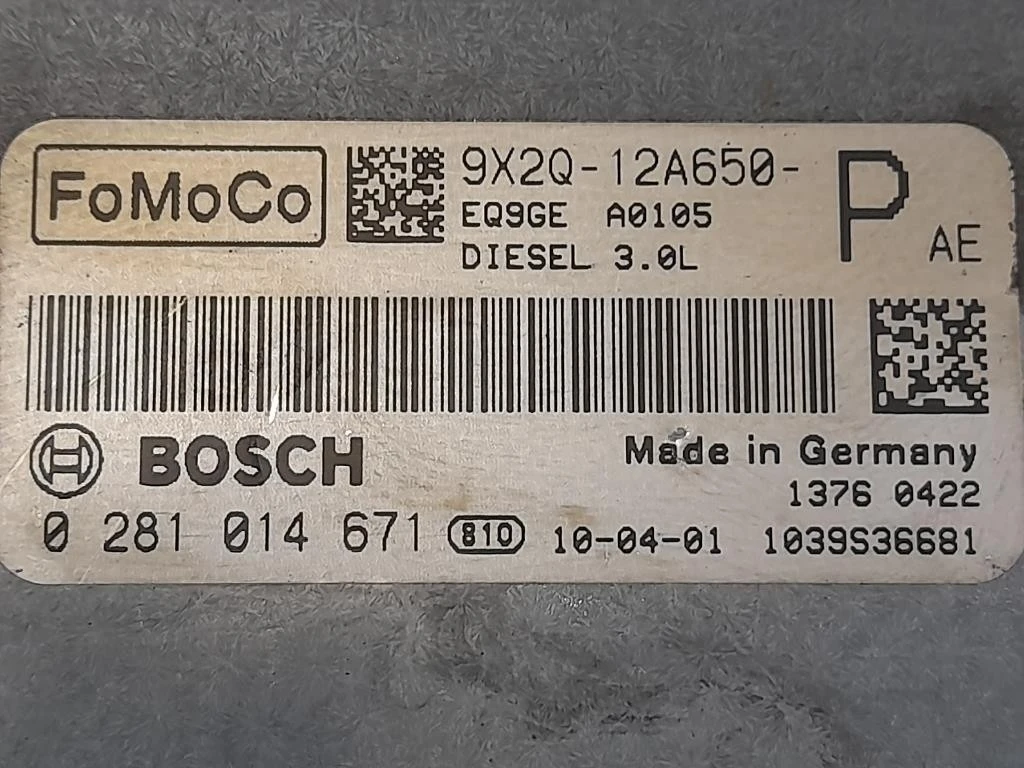 FoMoCo
9X2Q-12A650- P AE
EQ9GE A0105
DIESEL 3.0L
BOSCH
Made in Germany
1376 0422
0 281 014 671 810 10-04-01 1039S36681